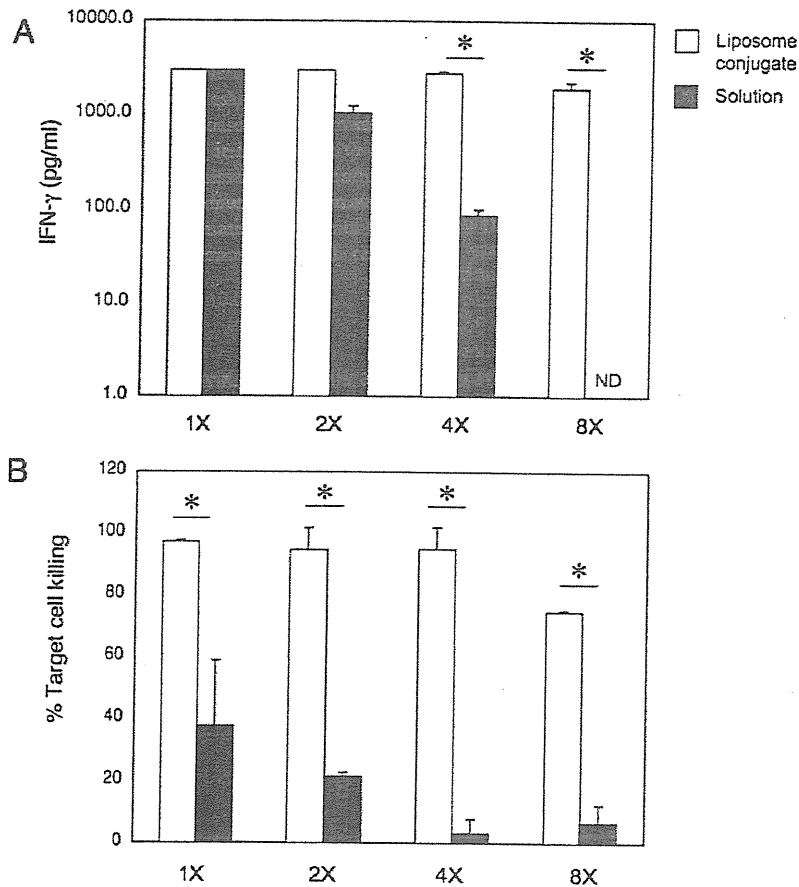 A
10000.0
1000.0
100.0
10.0
1.0
IFN-γ (pg/ml)
*
*
ND
1X
2X
4X
8X
Liposome
conjugate
Solution
B
120
100
80
60
40
20
0
% Target cell killing
*
*
*
*
1X
2X
4X
8X